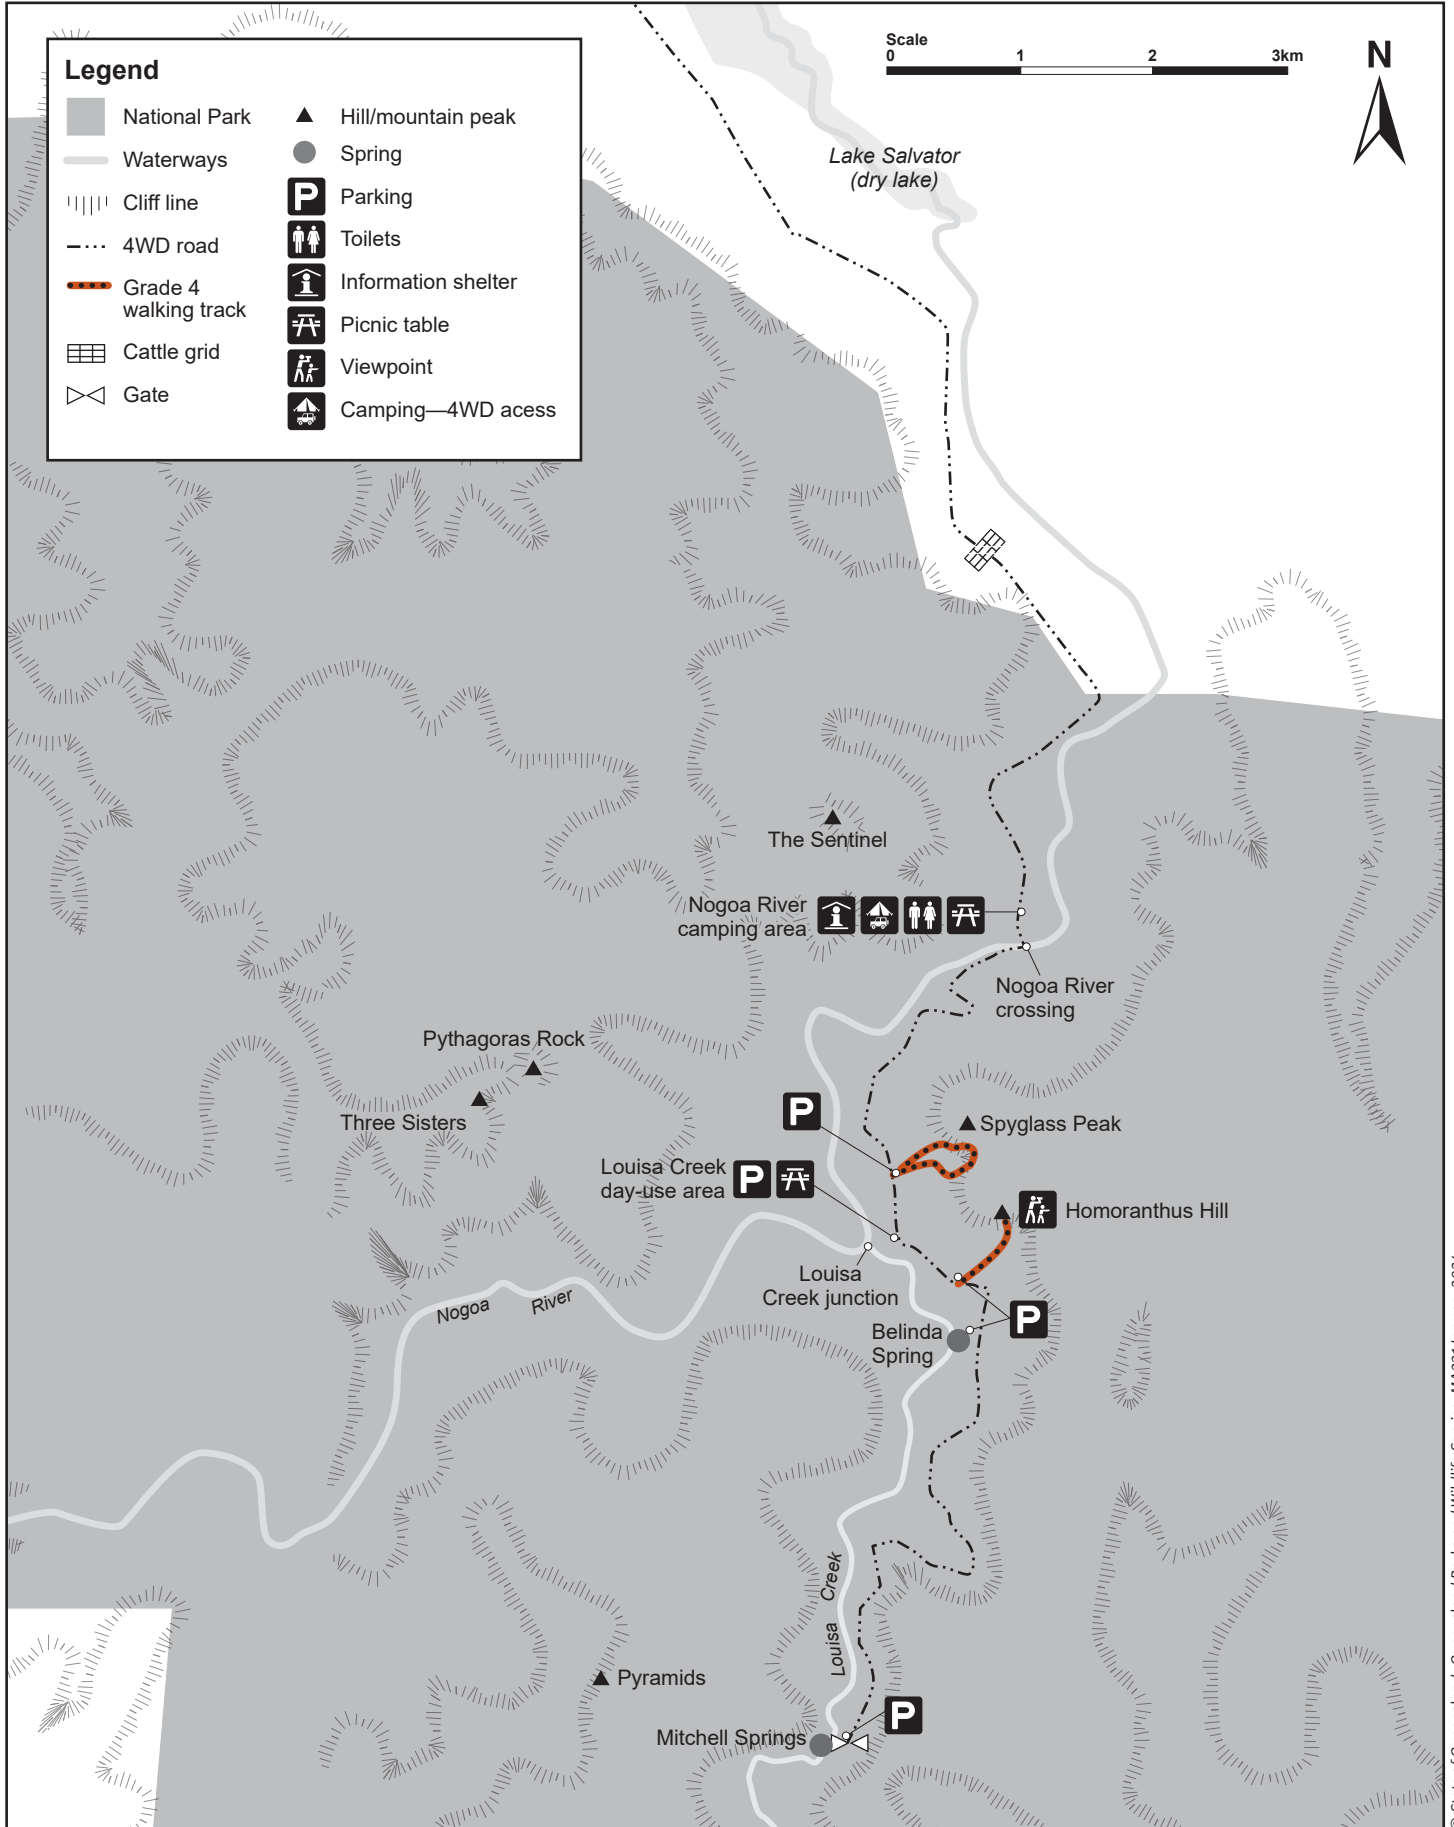 Legend
National Park
Waterways
Cliff line
4WD road
Grade 4
walking track
Cattle grid
Gate
Hill/mountain peak
Spring
P
Parking
Toilets
Information shelter
Picnic table
Viewpoint
Camping—4WD acess
Scale
0 1 2 3km
N
Lake Salvator
(dry lake)
The Sentinel
Nogoa River
camping area
Nogoa River
crossing
Pythagoras Rock
Three Sisters
P
Spyglass Peak
Louisa Creek
day-use area
P
Homoranthus Hill
Louisa
Creek junction
Nogoa River
P
Belinda
Spring
Louisa Creek
Pyramids
P
Mitchell Springs